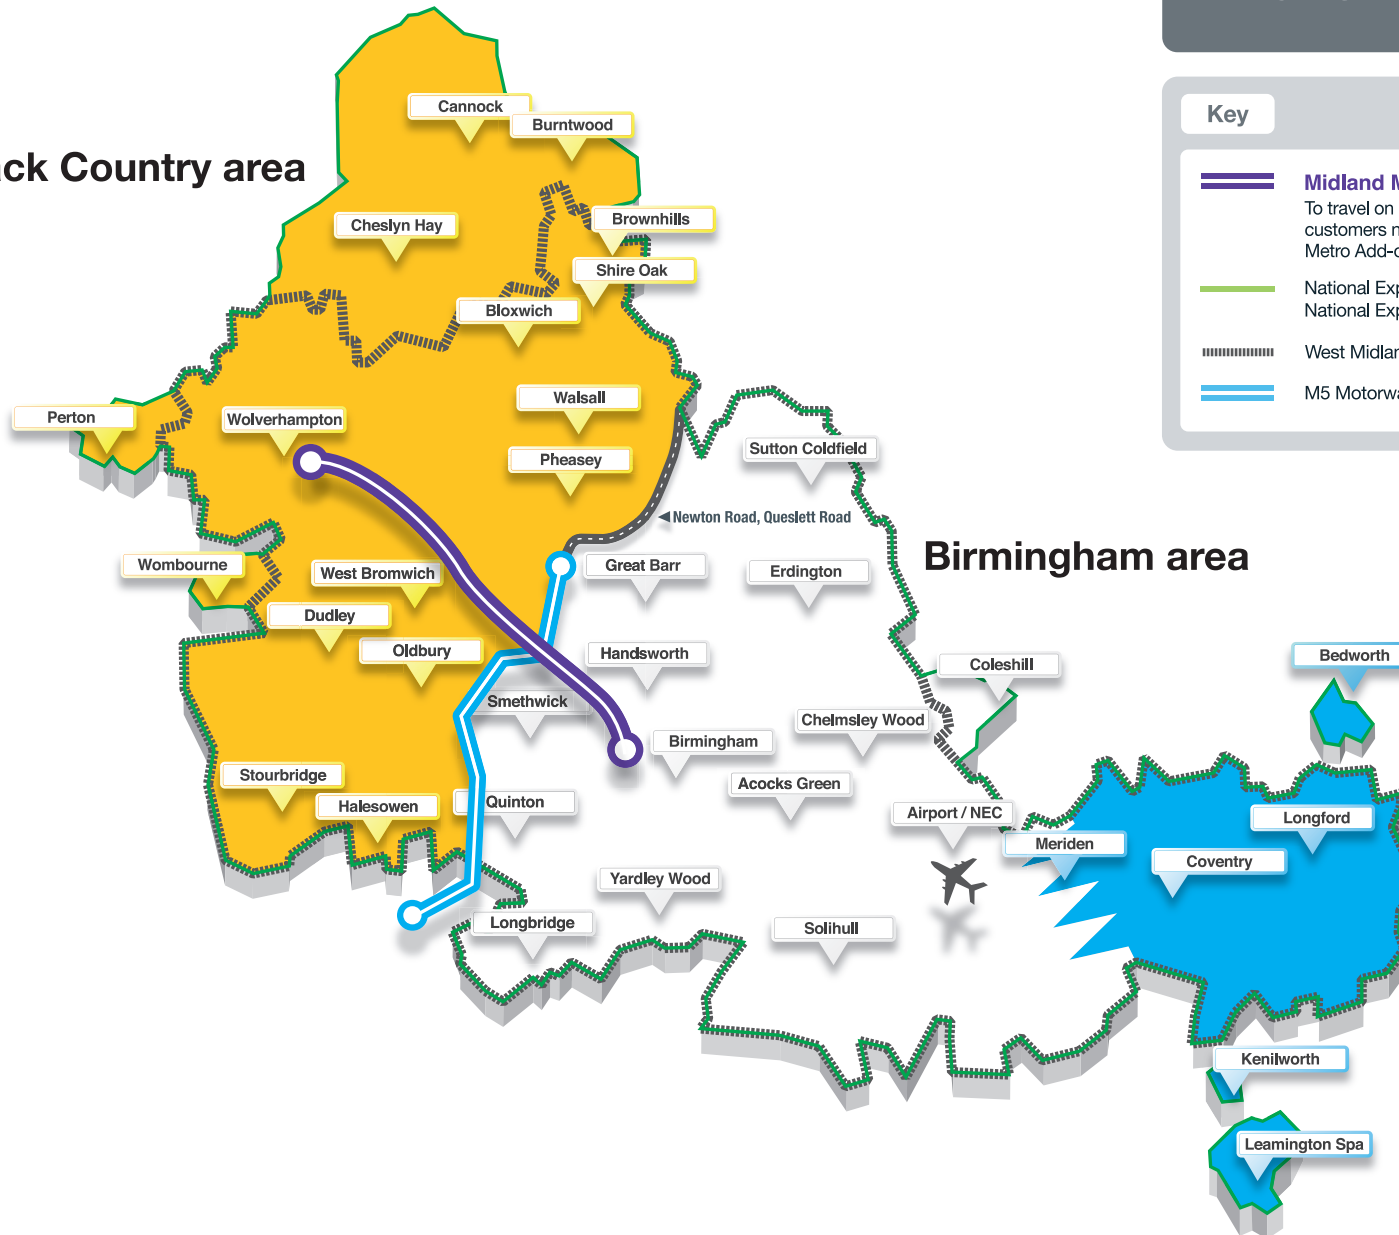 Cannock
Burntwood
ack Country area
Brownhills
Cheslyn Hay
Shire Oak
Bloxwich
Walsall
Perton
Wolverhampton
Pheasey
Sutton Coldfield
Newton Road, Queslett Road
Birmingham area
Wombourne
West Bromwich
Great Barr
Erdington
Dudley
Oldbury
Handsworth
Coleshill
Bedworth
Smethwick
Chelmsley Wood
Birmingham
Stourbridge
Acocks Green
Halesowen
Quinton
Airport / NEC
Longford
Meriden
Coventry
Yardley Wood
Longbridge
Solihull
Kenilworth
Leamington Spa
Key
Midland M
To travel on
customers n
Metro Add-o
National Exp
National Exp
West Midlan
M5 Motorwa